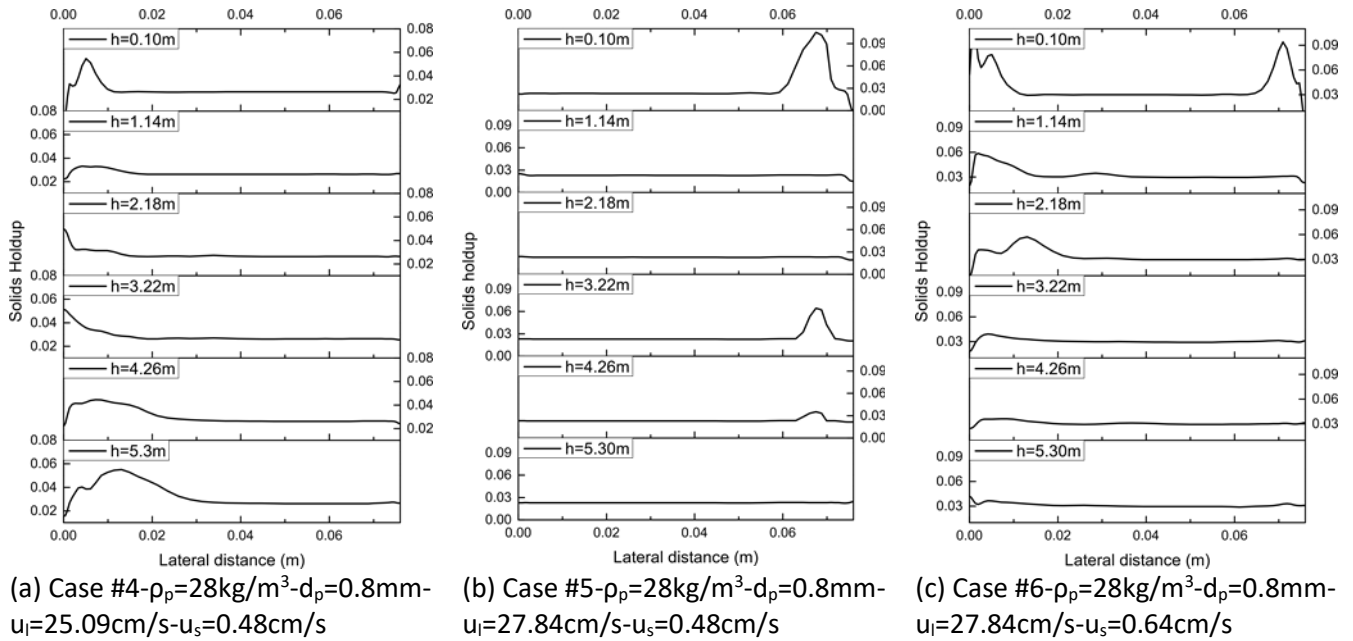 0.00 0.02 0.04 0.06
h=0.10m
0.08
0.06
0.04
0.02
h=1.14m
0.08
0.06
0.04
0.02
h=2.18m
0.08
0.06
0.04
0.02
h=3.22m
0.08
0.06
0.04
0.02
h=4.26m
0.08
0.06
0.04
0.02
h=5.3m
0.08
0.06
0.04
0.02
Solids Holdup
0.00 0.02 0.04 0.06
Lateral distance (m)
(a) Case #4-ρp=28kg/m³-dp=0.8mm-
ul=25.09cm/s-us=0.48cm/s
0.00 0.02 0.04 0.06
h=0.10m
0.09
0.06
0.03
0.00
h=1.14m
0.09
0.06
0.03
0.00
h=2.18m
0.09
0.06
0.03
0.00
h=3.22m
0.09
0.06
0.03
0.00
h=4.26m
0.09
0.06
0.03
0.00
h=5.30m
0.09
0.06
0.03
0.00
Solids holdup
0.00 0.02 0.04 0.06
Lateral distance (m)
(b) Case #5-ρp=28kg/m³-dp=0.8mm-
ul=27.84cm/s-us=0.48cm/s
0.00 0.02 0.04 0.06
h=0.10m
0.09
0.06
0.03
h=1.14m
0.09
0.06
0.03
h=2.18m
0.09
0.06
0.03
h=3.22m
0.09
0.06
0.03
h=4.26m
0.09
0.06
0.03
h=5.30m
0.09
0.06
0.03
Solids Holdup
0.00 0.02 0.04 0.06
Lateral distance (m)
(c) Case #6-ρp=28kg/m³-dp=0.8mm-
ul=27.84cm/s-us=0.64cm/s